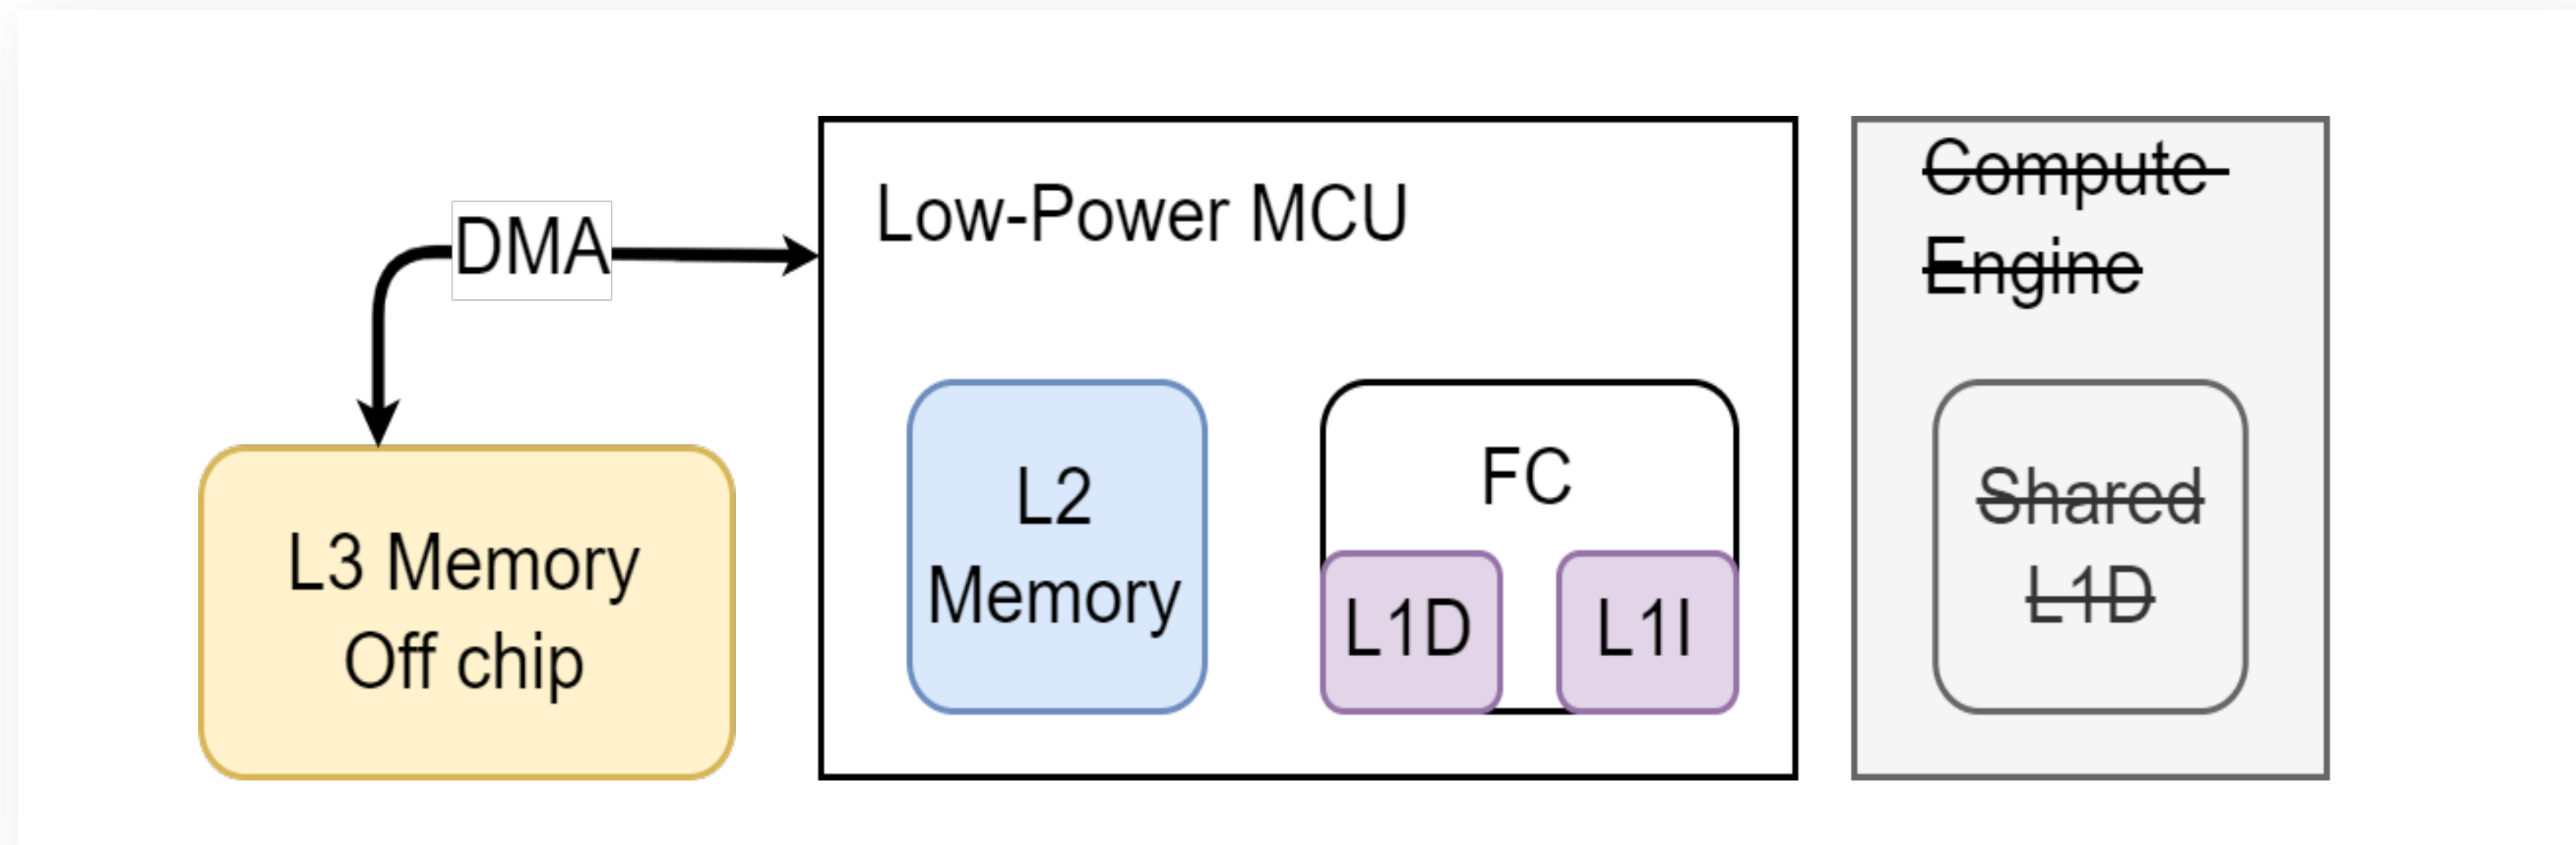 DMA
L3 Memory
Off chip
Low-Power MCU
L2
Memory
FC
L1D
L1I
Compute
Engine
Shared
L1D